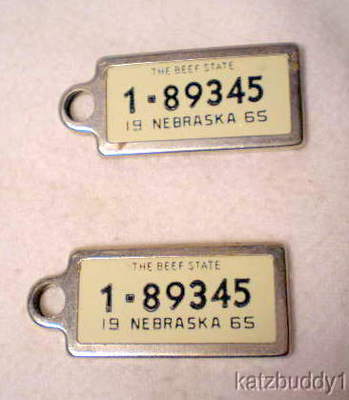 THE BEEF STATE
1-89345
19 NEBRASKA 65
THE BEEF STATE
1-89345
19 NEBRASKA 65
katzbuddy1